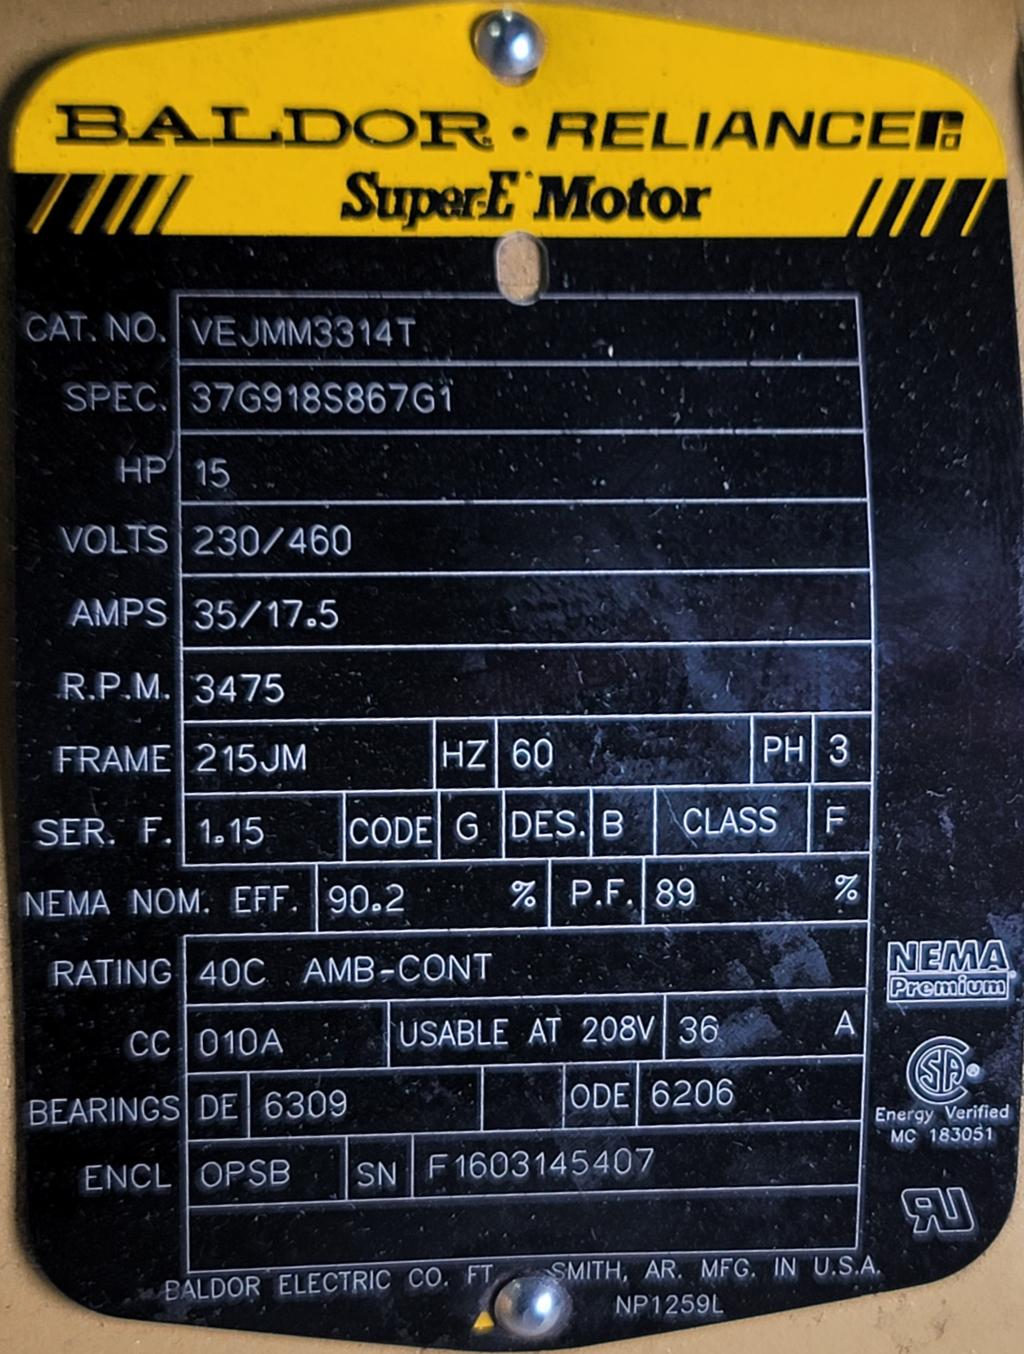 BALDOR • RELIANCE
Super-E Motor
CAT. NO. VEJMM3314T
SPEC. 37G918S867G1
HP 15
VOLTS 230/460
AMPS 35/17.5
R.P.M. 3475
FRAME 215JM HZ 60 PH 3
SER. F. 1.15 CODE G DES. B CLASS F
NEMA NOM. EFF. 90.2 % P.F. 89 %
RATING 40C AMB-CONT
NEMA
Premium
CC 010A USABLE AT 208V 36 A
BEARINGS DE 6309 ODE 6206
SA®
Energy Verified
MC 183051
ENCL OPSB SN F1603145407
RU
BALDOR ELECTRIC CO. FT SMITH, AR. MFG. IN U.S.A.
NP1259L